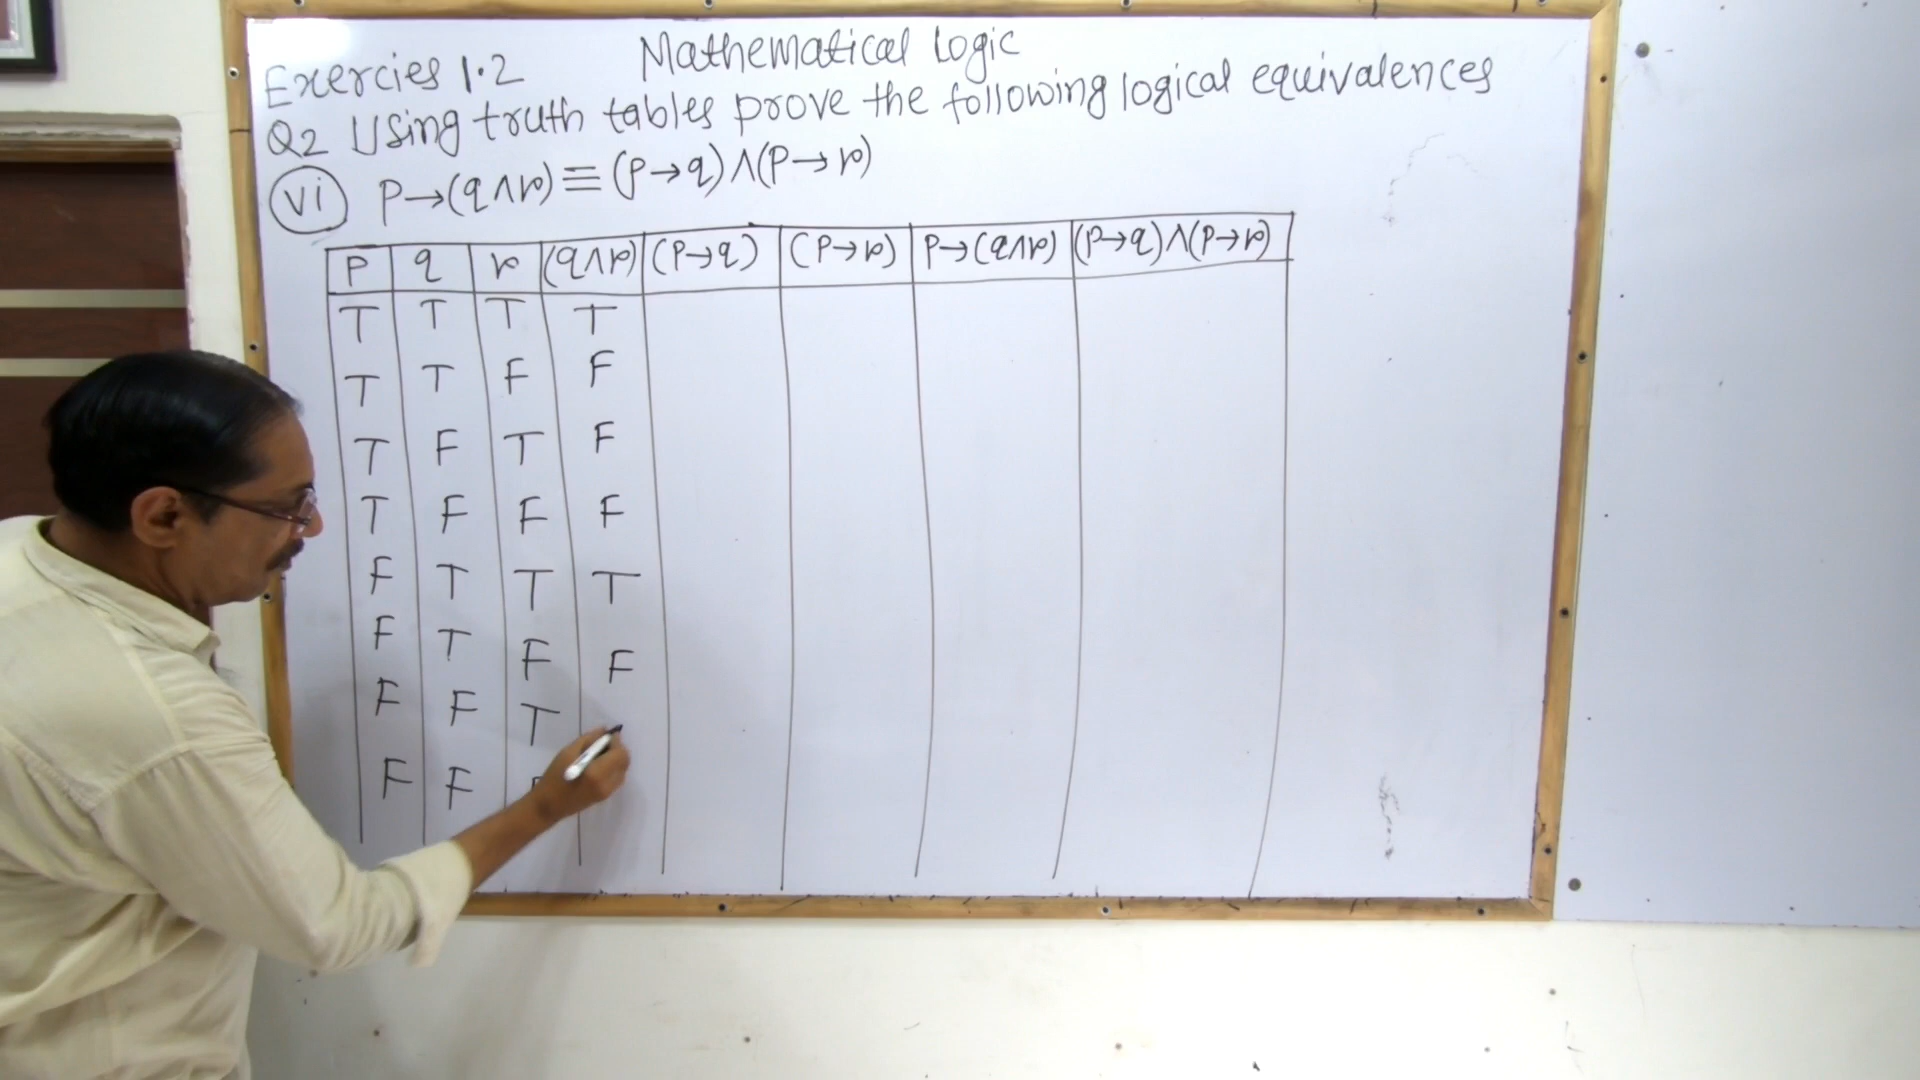 Mathematical Logic
Exercies 1.2
Q2 Using truth tables prove the following logical equivalences
(vi) P→(q∧r)≡(P→q)∧(P→r)
P q r (q∧r) (P→q) (P→r) P→(q∧r) (P→q)∧(P→r)
T T T T
T T F F
T F T F
T F F F
F T T T
F T F F
F F T
F F